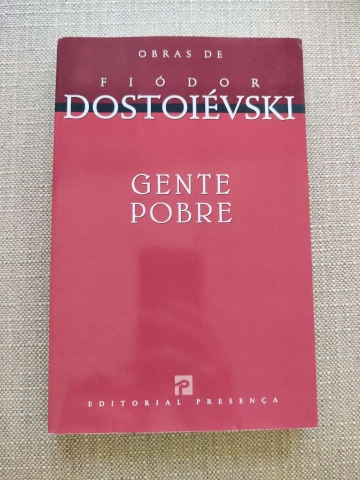 OBRAS DE
FIÓDOR
DOSTOIÉVSKI
GENTE
POBRE
P
EDITORIAL PRESENÇA